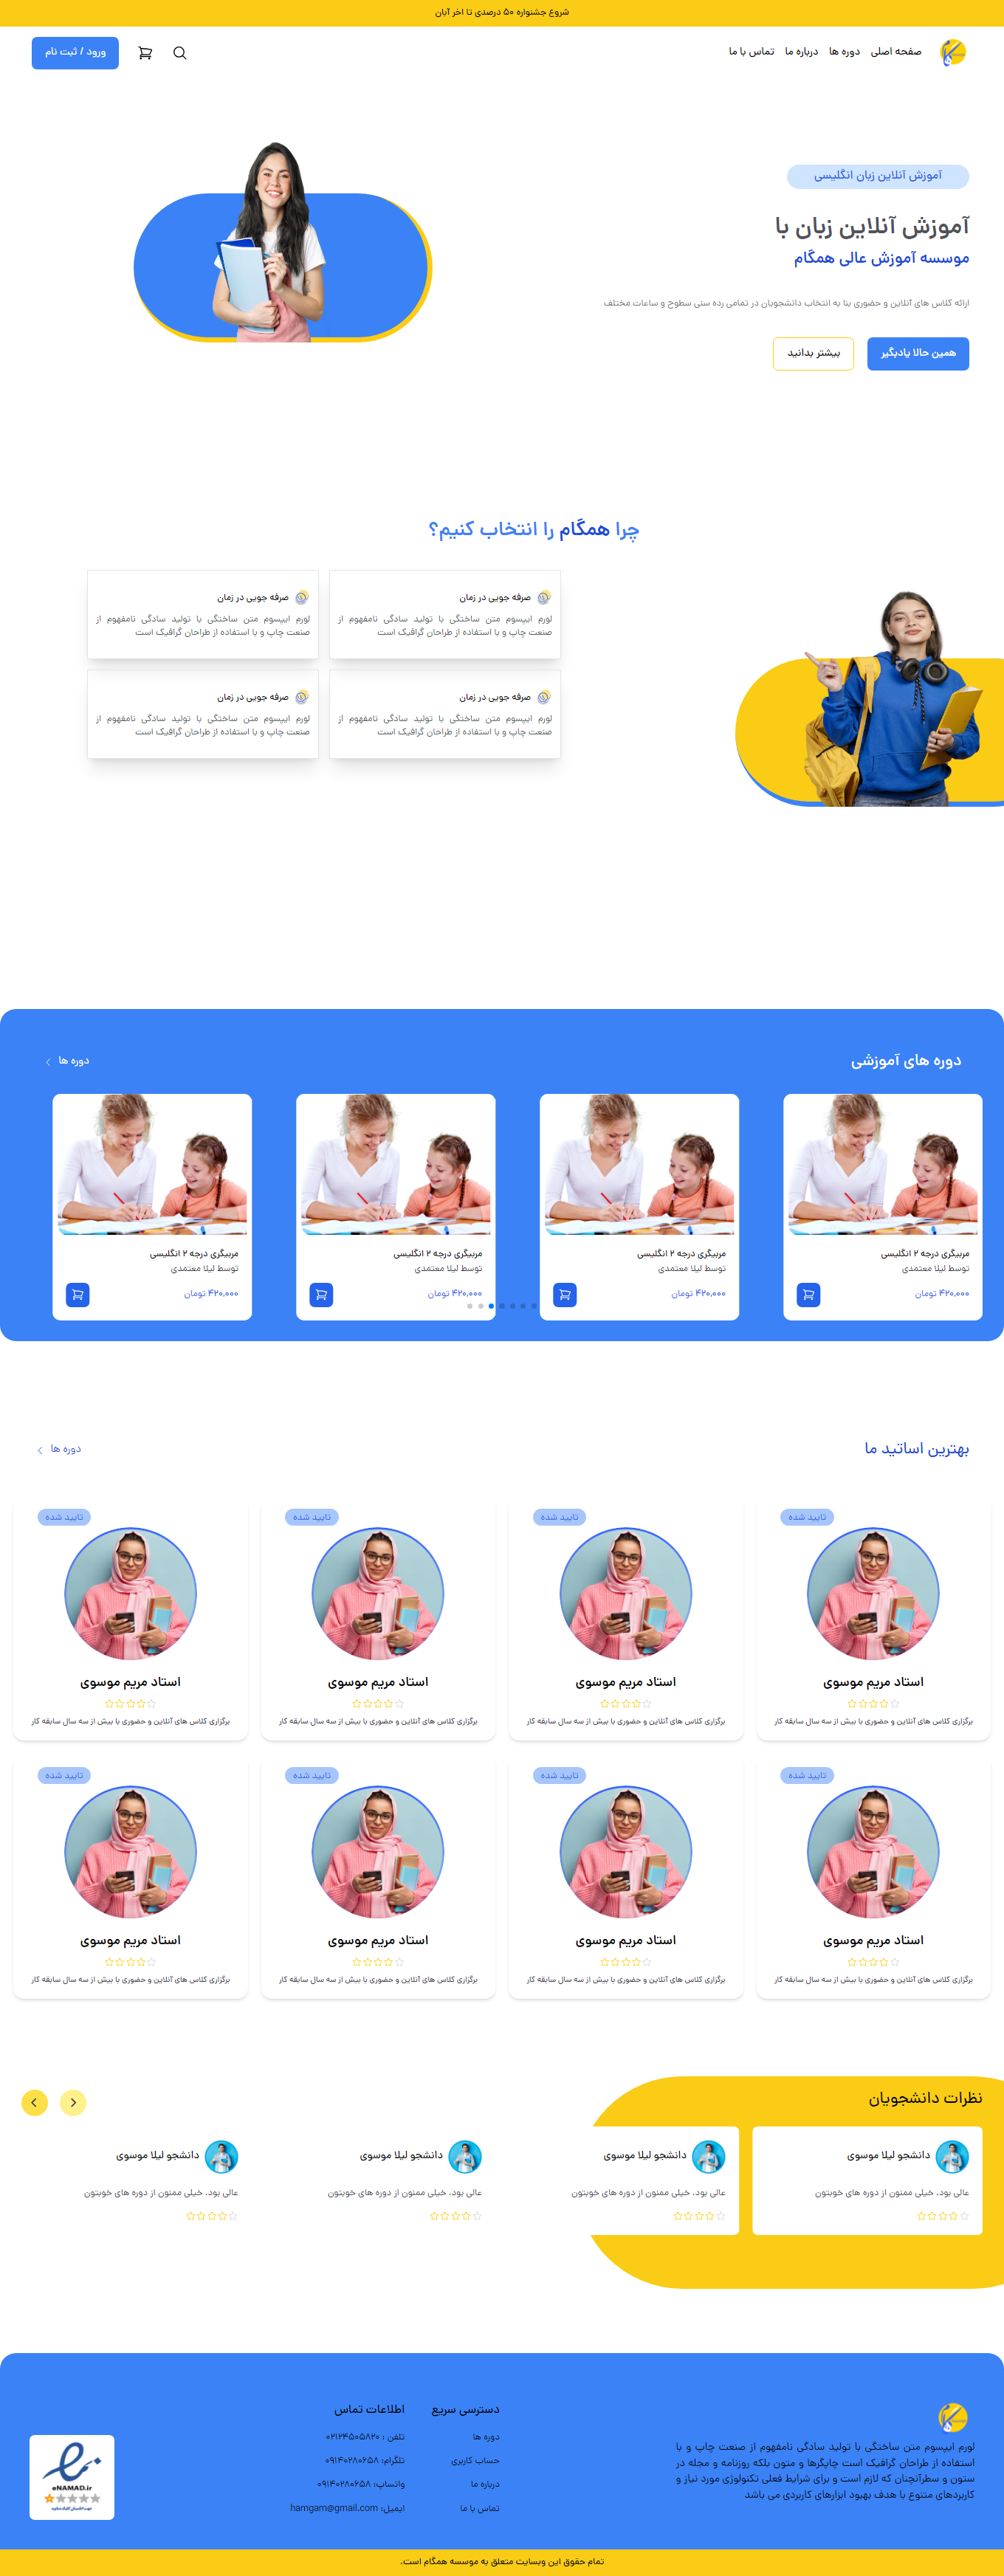 شروع جشنواره ۵۰ درصدی تا اخر آبان
صفحه اصلی
دوره ها
درباره ما
تماس با ما
ورود / ثبت نام
آموزش آنلاین زبان انگلیسی
آموزش آنلاین زبان با
موسسه آموزش عالی همگام
ارائه کلاس های آنلاین و حضوری بنا به انتخاب دانشجویان در تمامی رده سنی سطوح و ساعات مختلف
همین حالا یادبگیر
بیشتر بدانید
چرا همگام را انتخاب کنیم؟
صرفه جویی در زمان
لورم ایپسوم متن ساختگی با تولید سادگی نامفهوم از
صنعت چاپ و با استفاده از طراحان گرافیک است
صرفه جویی در زمان
لورم ایپسوم متن ساختگی با تولید سادگی نامفهوم از
صنعت چاپ و با استفاده از طراحان گرافیک است
صرفه جویی در زمان
لورم ایپسوم متن ساختگی با تولید سادگی نامفهوم از
صنعت چاپ و با استفاده از طراحان گرافیک است
صرفه جویی در زمان
لورم ایپسوم متن ساختگی با تولید سادگی نامفهوم از
صنعت چاپ و با استفاده از طراحان گرافیک است
دوره های آموزشی
دوره ها
مربیگری درجه ۲ انگلیسی
توسط لیلا معتمدی
۴۲۰,۰۰۰ تومان
مربیگری درجه ۲ انگلیسی
توسط لیلا معتمدی
۴۲۰,۰۰۰ تومان
مربیگری درجه ۲ انگلیسی
توسط لیلا معتمدی
۴۲۰,۰۰۰ تومان
مربیگری درجه ۲ انگلیسی
توسط لیلا معتمدی
۴۲۰,۰۰۰ تومان
بهترین اساتید ما
دوره ها
تایید شده
استاد مریم موسوی
برگزاری کلاس های آنلاین و حضوری با بیش از سه سال سابقه کار
تایید شده
استاد مریم موسوی
برگزاری کلاس های آنلاین و حضوری با بیش از سه سال سابقه کار
تایید شده
استاد مریم موسوی
برگزاری کلاس های آنلاین و حضوری با بیش از سه سال سابقه کار
تایید شده
استاد مریم موسوی
برگزاری کلاس های آنلاین و حضوری با بیش از سه سال سابقه کار
تایید شده
استاد مریم موسوی
برگزاری کلاس های آنلاین و حضوری با بیش از سه سال سابقه کار
تایید شده
استاد مریم موسوی
برگزاری کلاس های آنلاین و حضوری با بیش از سه سال سابقه کار
تایید شده
استاد مریم موسوی
برگزاری کلاس های آنلاین و حضوری با بیش از سه سال سابقه کار
تایید شده
استاد مریم موسوی
برگزاری کلاس های آنلاین و حضوری با بیش از سه سال سابقه کار
نظرات دانشجویان
دانشجو لیلا موسوی
عالی بود. خیلی ممنون از دوره های خوبتون
دانشجو لیلا موسوی
عالی بود. خیلی ممنون از دوره های خوبتون
دانشجو لیلا موسوی
عالی بود. خیلی ممنون از دوره های خوبتون
دانشجو لیلا موسوی
عالی بود. خیلی ممنون از دوره های خوبتون
لورم ایپسوم متن ساختگی با تولید سادگی نامفهوم از صنعت چاپ و با
استفاده از طراحان گرافیک است چاپگرها و متون بلکه روزنامه و مجله در
ستون و سطرآنچنان که لازم است و برای شرایط فعلی تکنولوژی مورد نیاز و
کاربردهای متنوع با هدف بهبود ابزارهای کاربردی می باشد
دسترسی سریع
دوره ها
حساب کاربری
درباره ما
تماس با ما
اطلاعات تماس
تلفن : ۰۲۱۲۴۵۰۵۸۲۰
تلگرام: ۰۹۱۴۰۲۸۰۶۵۸
واتساپ: ۰۹۱۴۰۲۸۰۶۵۸
ایمیل: hamgam@gmail.com
eNAMAD.ir
تمام حقوق این وبسایت متعلق به موسسه همگام است.